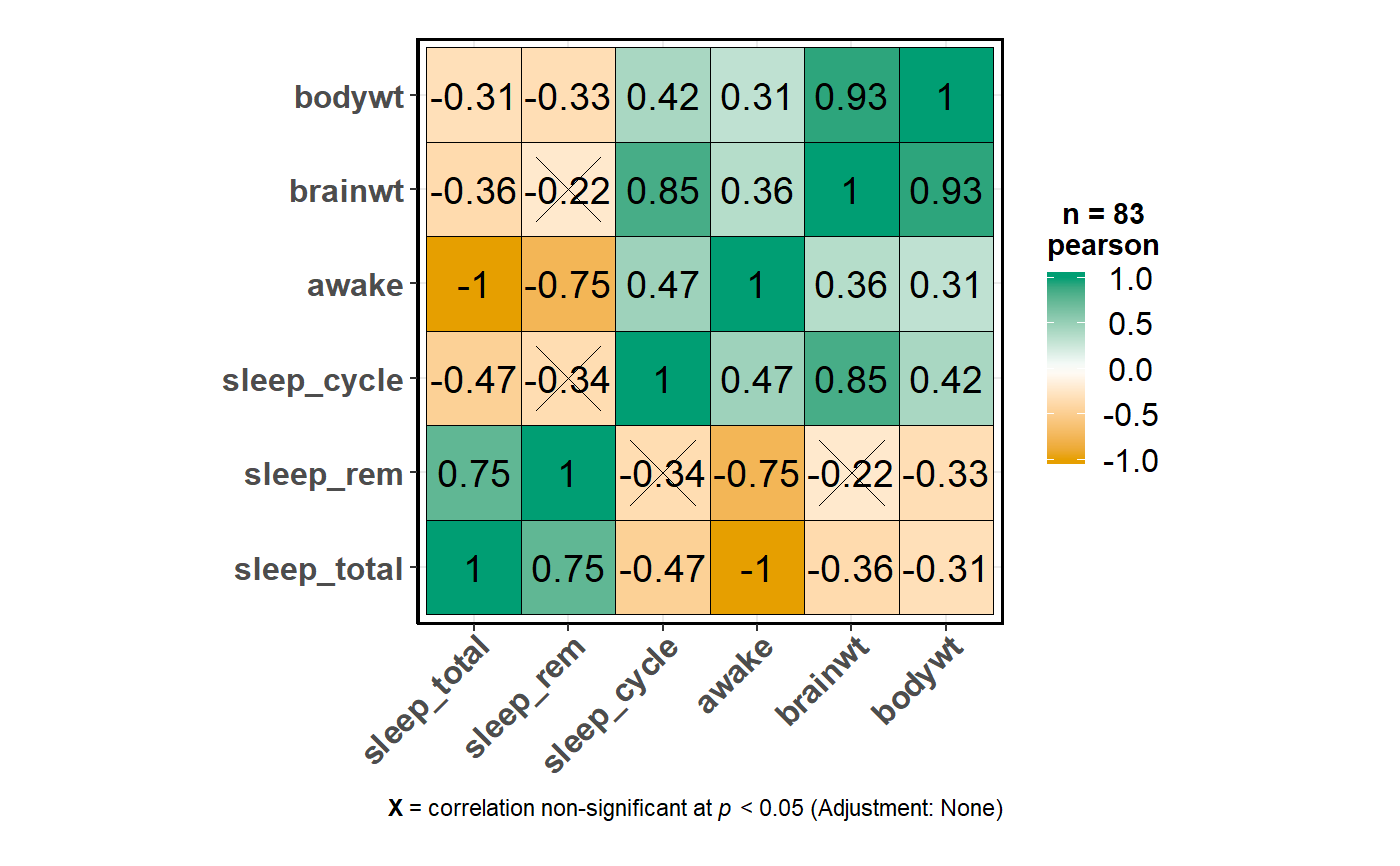 bodywt -0.31 -0.33 0.42 0.31 0.93 1
brainwt -0.36 -0.22 0.85 0.36 1 0.93
awake -1 -0.75 0.47 1 0.36 0.31
sleep_cycle -0.47 -0.34 1 0.47 0.85 0.42
sleep_rem 0.75 1 -0.34 -0.75 -0.22 -0.33
sleep_total 1 0.75 -0.47 -1 -0.36 -0.31
sleep_total sleep_rem sleep_cycle awake brainwt bodywt
n = 83
pearson
1.0
0.5
0.0
-0.5
-1.0
X = correlation non-significant at p < 0.05 (Adjustment: None)